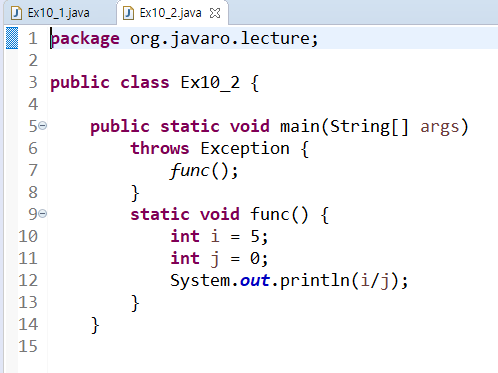 Ex10_1.java Ex10_2.java
1 package org.javaro.lecture;
2
3 public class Ex10_2 {
4
5 public static void main(String[] args)
6 throws Exception {
7 func();
8 }
9 static void func() {
10 int i = 5;
11 int j = 0;
12 System.out.println(i/j);
13 }
14 }
15